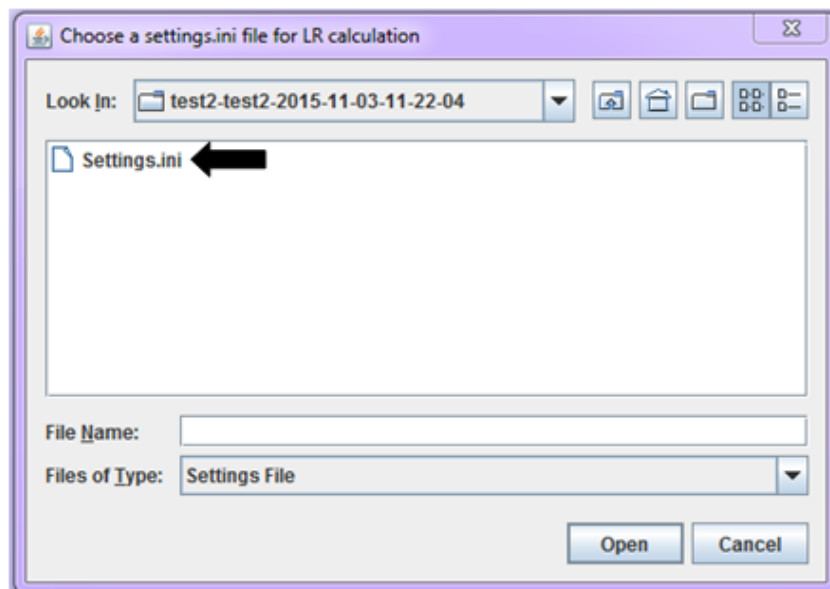 Choose a settings.ini file for LR calculation
Look In: test2-test2-2015-11-03-11-22-04
Settings.ini
File Name:
Files of Type: Settings File
Open Cancel